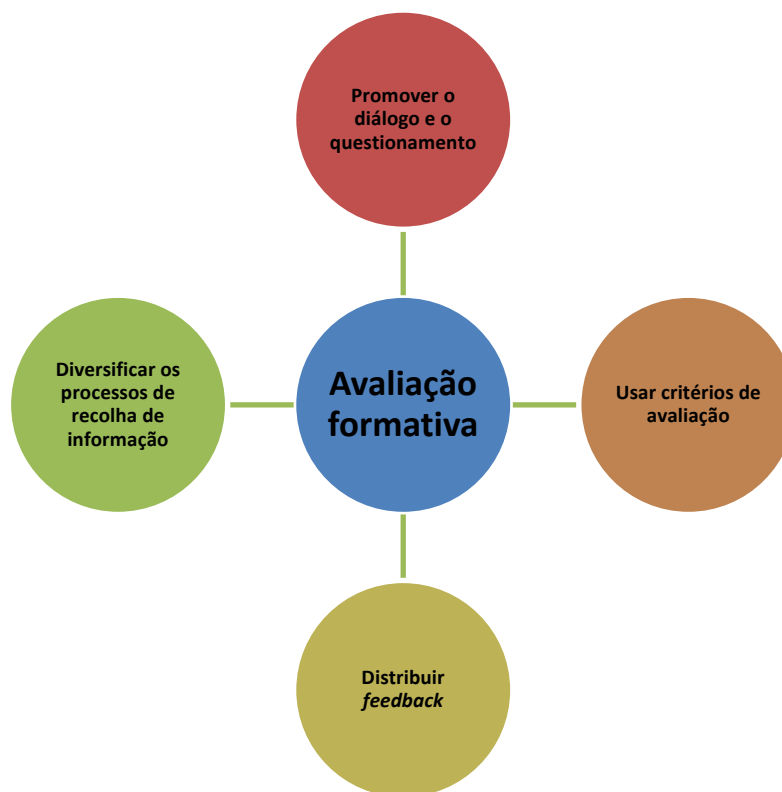 Promover o
diálogo e o
questionamento
Diversificar os
processos de
recolha de
informação
Avaliação
formativa
Usar critérios de
avaliação
Distribuir
feedback